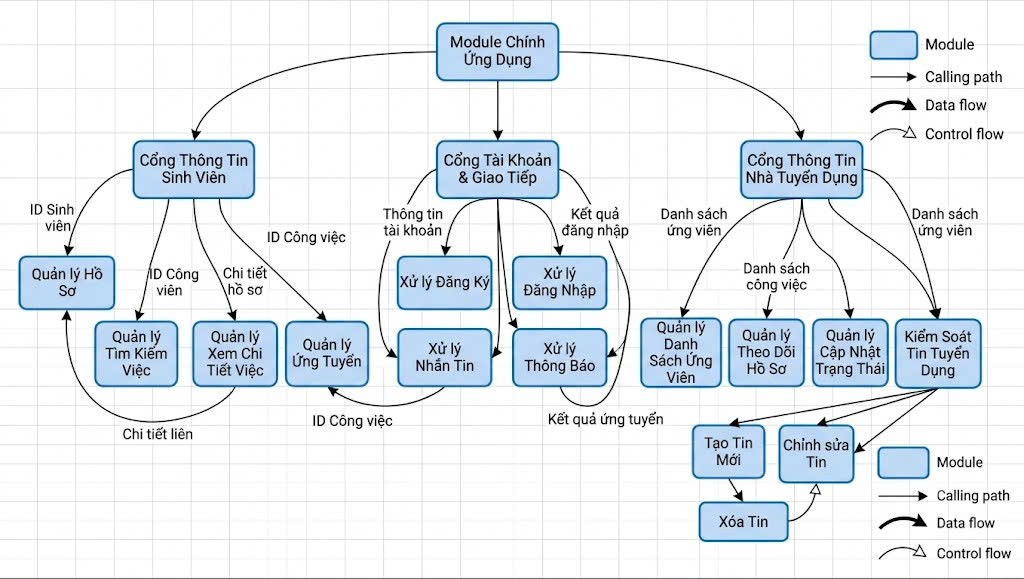 Module Chính
Ứng Dụng
Module
Calling path
Data flow
Control flow
Cổng Thông Tin
Sinh Viên
Cổng Tài Khoản
& Giao Tiếp
Cổng Thông Tin
Nhà Tuyển Dụng
ID Sinh
viên
ID Công việc
Thông tin
tài khoản
Kết quả
đăng nhập
Danh sách
ứng viên
Danh sách
ứng viên
Quản lý Hồ
Sơ
ID Công
viên
Chi tiết
hồ sơ
Xử lý Đăng Ký
Xử lý
Đăng Nhập
Danh sách
công việc
Quản lý
Tìm Kiếm
Việc
Quản lý
Xem Chi
Tiết Việc
Quản lý
Ứng Tuyển
Xử lý
Nhắn Tin
Xử lý
Thông Báo
Quản lý
Danh
Sách Ứng
Viên
Quản lý
Theo Dõi
Hồ Sơ
Quản lý
Cập Nhật
Trạng Thái
Kiểm Soát
Tin Tuyển
Dụng
Chi tiết liên
ID Công việc
Kết quả ứng tuyển
Tạo Tin
Mới
Chỉnh sửa
Tin
Xóa Tin
Module
Calling path
Data flow
Control flow